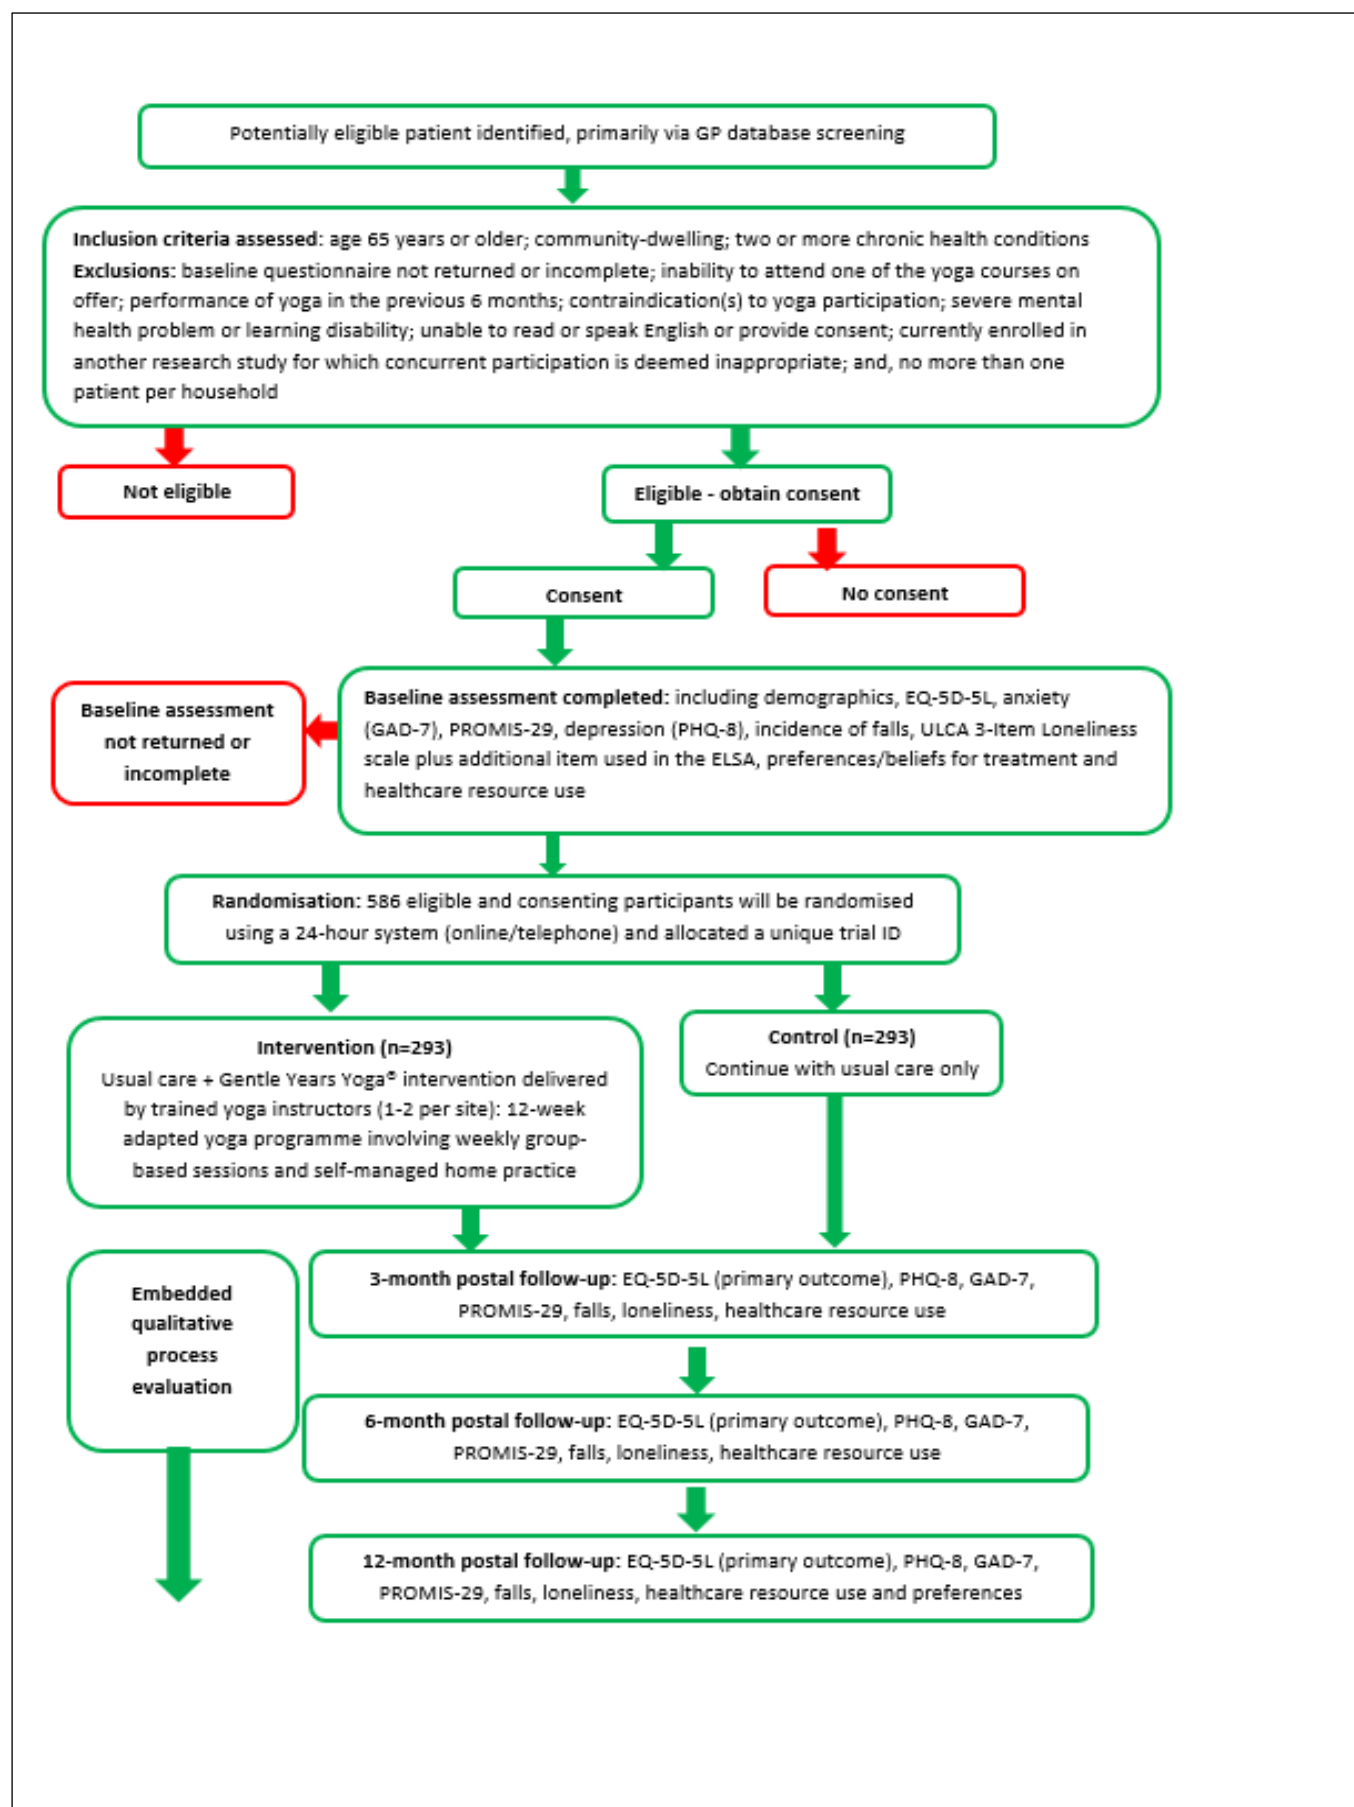 Potentially eligible patient identified, primarily via GP database screening
Inclusion criteria assessed: age 65 years or older; community-dwelling; two or more chronic health conditions
Exclusions: baseline questionnaire not returned or incomplete; inability to attend one of the yoga courses on
offer; performance of yoga in the previous 6 months; contraindication(s) to yoga participation; severe mental
health problem or learning disability; unable to read or speak English or provide consent; currently enrolled in
another research study for which concurrent participation is deemed inappropriate; and, no more than one
patient per household
Not eligible
Eligible - obtain consent
Consent
No consent
Baseline assessment
not returned or
incomplete
Baseline assessment completed: including demographics, EQ-5D-5L, anxiety
(GAD-7), PROMIS-29, depression (PHQ-8), incidence of falls, ULCA 3-Item Loneliness
scale plus additional item used in the ELSA, preferences/beliefs for treatment and
healthcare resource use
Randomisation: 586 eligible and consenting participants will be randomised
using a 24-hour system (online/telephone) and allocated a unique trial ID
Intervention (n=293)
Usual care + Gentle Years Yoga® intervention delivered
by trained yoga instructors (1-2 per site): 12-week
adapted yoga programme involving weekly group-
based sessions and self-managed home practice
Control (n=293)
Continue with usual care only
Embedded
qualitative
process
evaluation
3-month postal follow-up: EQ-5D-5L (primary outcome), PHQ-8, GAD-7,
PROMIS-29, falls, loneliness, healthcare resource use
6-month postal follow-up: EQ-5D-5L (primary outcome), PHQ-8, GAD-7,
PROMIS-29, falls, loneliness, healthcare resource use
12-month postal follow-up: EQ-5D-5L (primary outcome), PHQ-8, GAD-7,
PROMIS-29, falls, loneliness, healthcare resource use and preferences